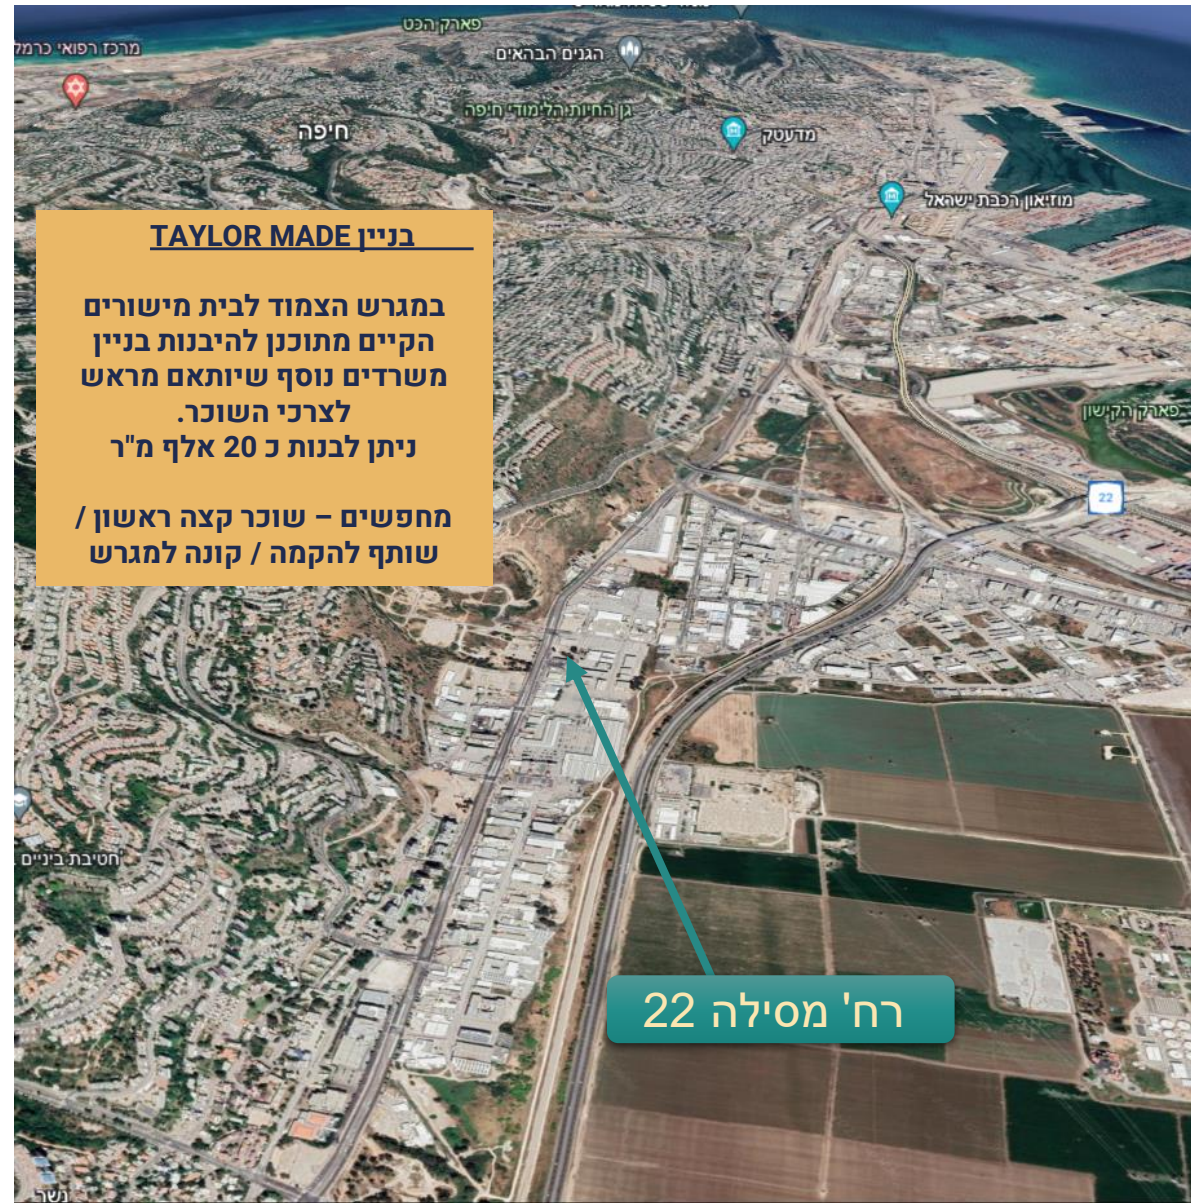 פארק הכט
מרכז רפואי כרמל
הגנים הבהאים
גן החיות הלימודי חיפה
חיפה
מדעטק
מוזיאון רכבת ישראל
בניין TAYLOR MADE
במגרש הצמוד לבית מישורים
הקיים מתוכנן להיבנות בניין
משרדים נוסף שיותאם מראש
לצרכי השוכר.
ניתן לבנות כ 20 אלף מ"ר
מחפשים – שוכר קצה ראשון /
שותף להקמה / קונה למגרש
פארק הקישון
22
חטיבת ביניים
רח' מסילה 22
נשר